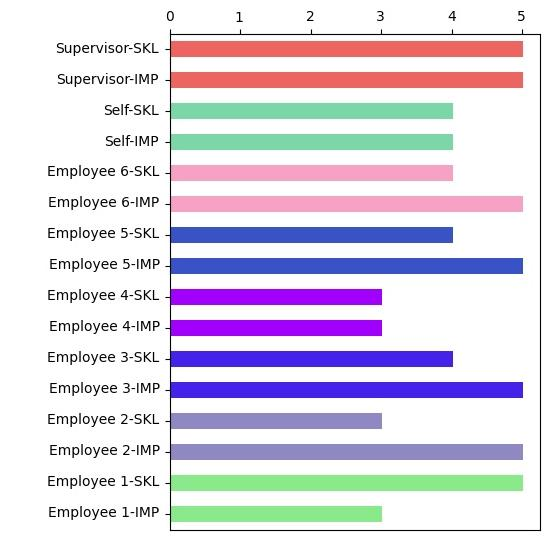 0 1 2 3 4 5
Supervisor-SKL
Supervisor-IMP
Self-SKL
Self-IMP
Employee 6-SKL
Employee 6-IMP
Employee 5-SKL
Employee 5-IMP
Employee 4-SKL
Employee 4-IMP
Employee 3-SKL
Employee 3-IMP
Employee 2-SKL
Employee 2-IMP
Employee 1-SKL
Employee 1-IMP